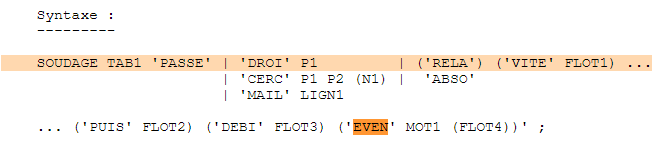 Syntaxe :
---------
SOUDAGE TAB1 'PASSE' | 'DROI' P1 | ('RELA') ('VITE' FLOT1) ...
| 'CERC' P1 P2 (N1) | 'ABSO'
| 'MAIL' LIGN1
... ('PUIS' FLOT2) ('DEBI' FLOT3) ('EVEN' MOT1 (FLOT4))' ;